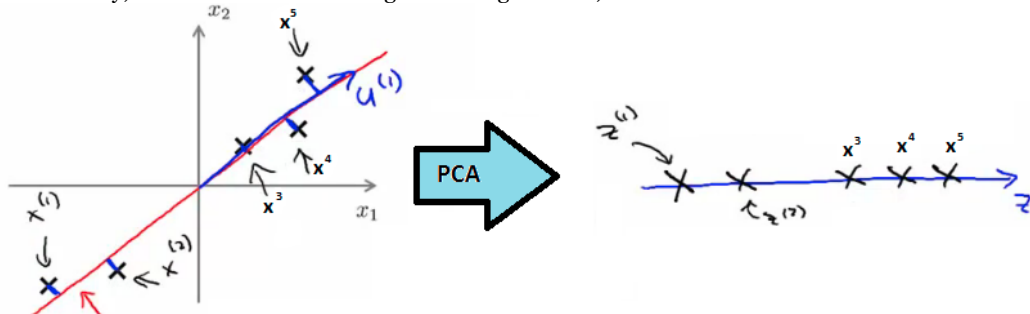 x₂
x⁵
u⁽¹⁾
x⁴
x³
x₁
x⁽¹⁾
x⁽²⁾
PCA
z⁽¹⁾
x³ x⁴ x⁵
z⁽²⁾
z